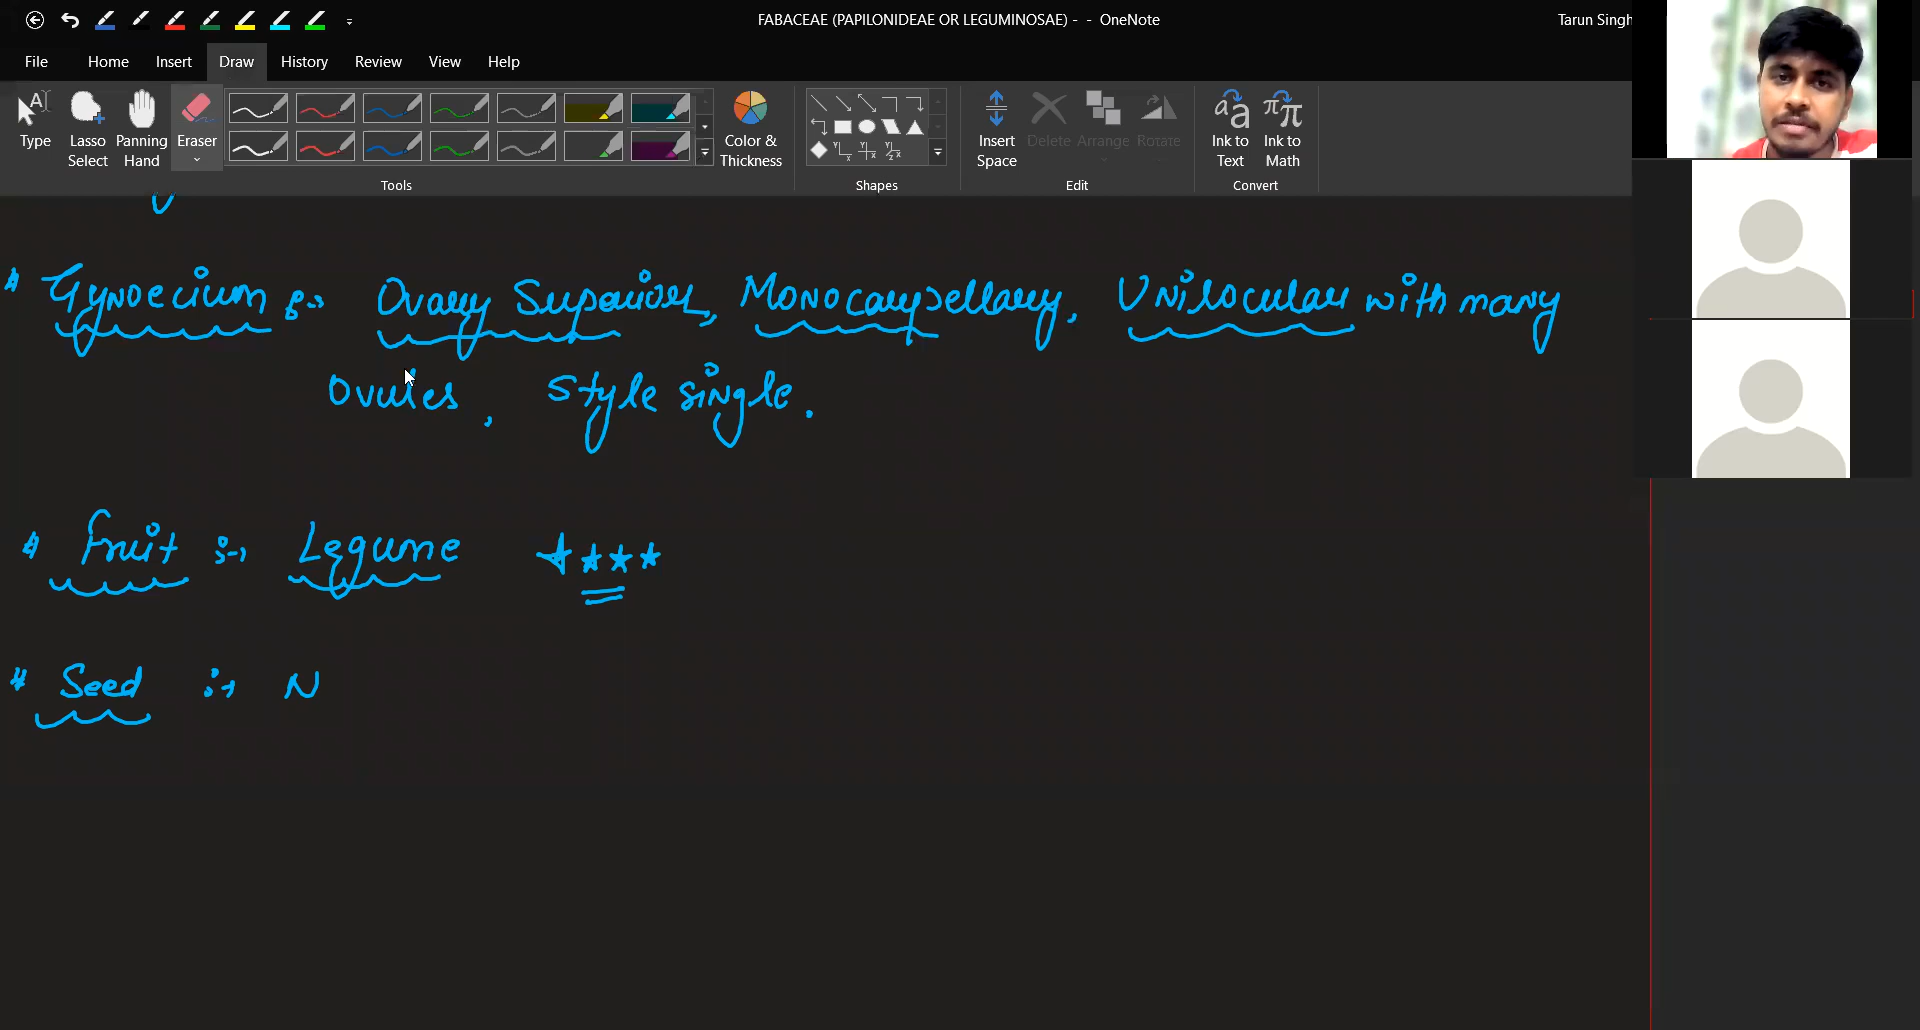 FABACEAE (PAPILONIDEAE OR LEGUMINOSAE) - - OneNote
Tarun Singh
File Home Insert Draw History Review View Help
Type Lasso Select Panning Hand Eraser Color & Thickness Insert Space Delete Arrange Rotate Ink to Text Ink to Math
Tools Shapes Edit Convert
* Gynoecium :- Ovary Superior, Monocarpellary, Unilocular with many
Ovules, Style single.
* Fruit :- Legume ★★★★
* Seed :- N